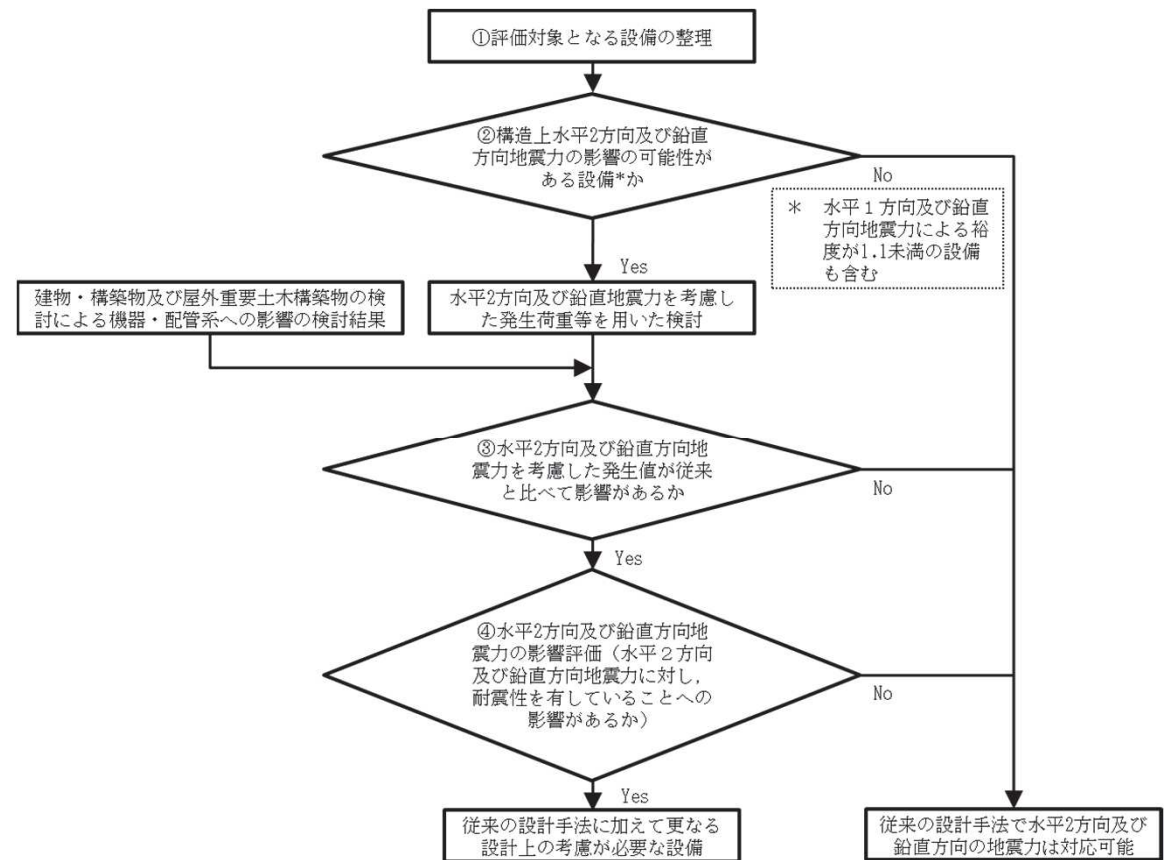 ①評価対象となる設備の整理
②構造上水平2方向及び鉛直
方向地震力の影響の可能性が
ある設備*か
No
＊ 水平１方向及び鉛直
方向地震力による裕
度が1.1未満の設備
も含む
Yes
建物・構築物及び屋外重要土木構築物の検
討による機器・配管系への影響の検討結果
水平2方向及び鉛直地震力を考慮し
た発生荷重等を用いた検討
③水平2方向及び鉛直方向地
震力を考慮した発生値が従来
と比べて影響があるか
No
Yes
④水平2方向及び鉛直方向地
震力の影響評価（水平２方向
及び鉛直方向地震力に対し，
耐震性を有していることへの
影響があるか）
No
Yes
従来の設計手法に加えて更なる
設計上の考慮が必要な設備
従来の設計手法で水平2方向及び
鉛直方向の地震力は対応可能